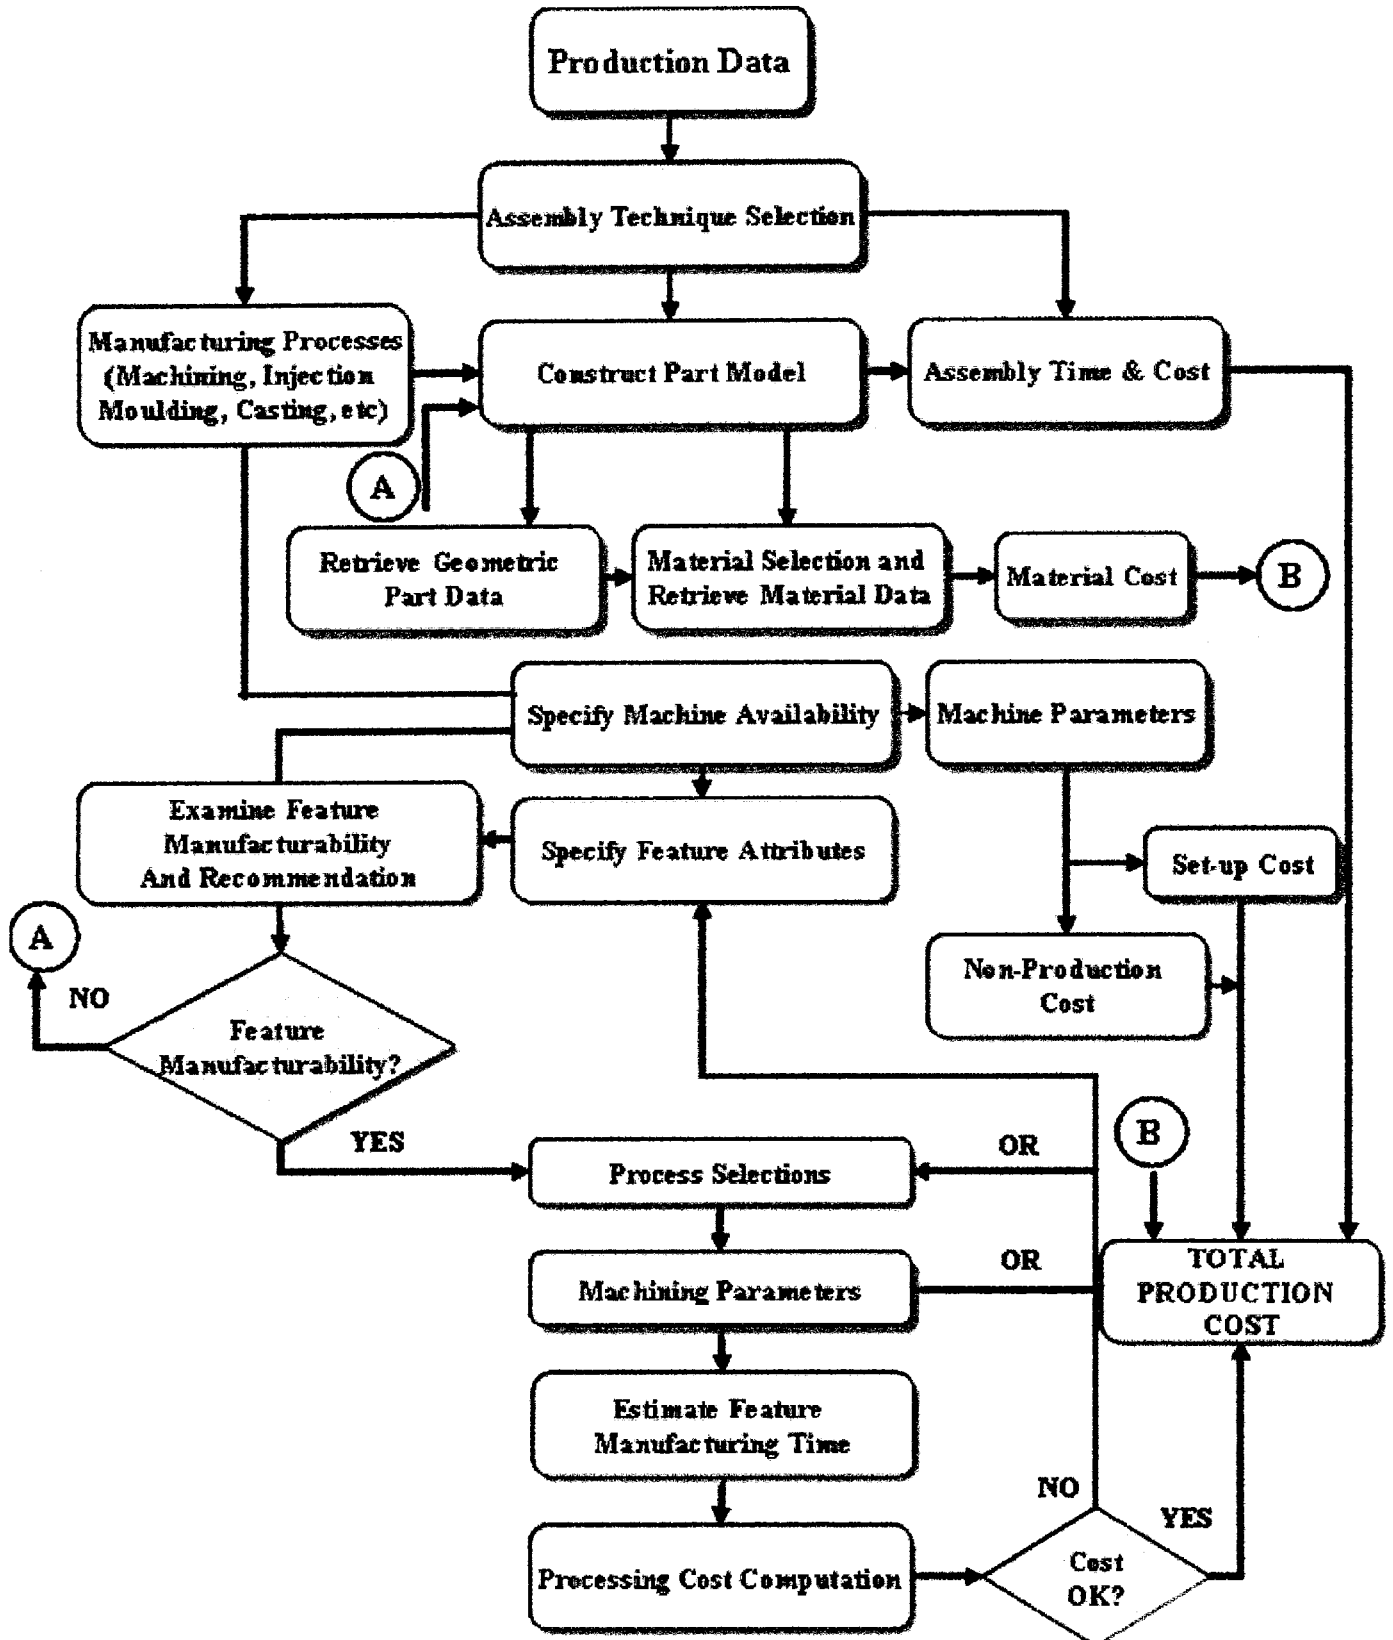 Production Data
Assembly Technique Selection
Manufacturing Processes
(Machining, Injection
Moulding, Casting, etc)
Construct Part Model
Assembly Time & Cost
A
Retrieve Geometric
Part Data
Material Selection and
Retrieve Material Data
Material Cost
B
Specify Machine Availability
Machine Parameters
Examine Feature
Manufacturability
And Recommendation
Specify Feature Attributes
Set-up Cost
A
NO
Non-Production
Cost
Feature
Manufacturability?
YES
Process Selections
OR
B
Machining Parameters
OR
TOTAL
PRODUCTION
COST
Estimate Feature
Manufacturing Time
NO
YES
Processing Cost Computation
Cost
OK?